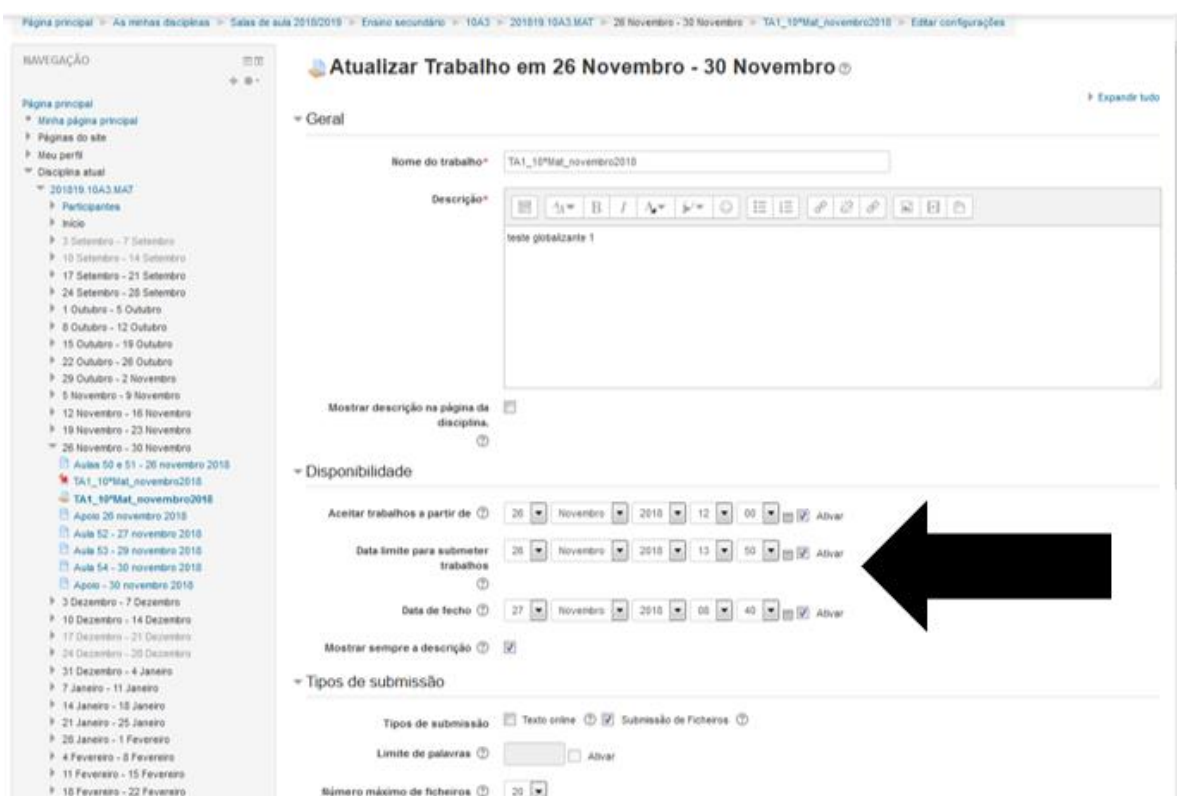 Página principal ► As minhas disciplinas ► Salas de aula 2018/2019 ► Ensino secundário ► 10A3 ► 201819.10A3.MAT ► 26 Novembro - 30 Novembro ► TA1_10ºMat_novembro2018 ► Editar configurações
NAVEGAÇÃO
Página principal
Minha página principal
Páginas do site
Meu perfil
Disciplina atual
201819.10A3.MAT
Participantes
Início
3 Setembro - 7 Setembro
10 Setembro - 14 Setembro
17 Setembro - 21 Setembro
24 Setembro - 28 Setembro
1 Outubro - 5 Outubro
8 Outubro - 12 Outubro
15 Outubro - 19 Outubro
22 Outubro - 26 Outubro
29 Outubro - 2 Novembro
5 Novembro - 9 Novembro
12 Novembro - 16 Novembro
19 Novembro - 23 Novembro
26 Novembro - 30 Novembro
Aulas 50 e 51 - 26 novembro 2018
TA1_10ºMat_novembro2018
TA1_10ºMat_novembro2018
Apoio 26 novembro 2018
Aula 52 - 27 novembro 2018
Aula 53 - 29 novembro 2018
Aula 54 - 30 novembro 2018
Apoio - 30 novembro 2018
3 Dezembro - 7 Dezembro
10 Dezembro - 14 Dezembro
17 Dezembro - 21 Dezembro
24 Dezembro - 28 Dezembro
31 Dezembro - 4 Janeiro
7 Janeiro - 11 Janeiro
14 Janeiro - 18 Janeiro
21 Janeiro - 25 Janeiro
28 Janeiro - 1 Fevereiro
4 Fevereiro - 8 Fevereiro
11 Fevereiro - 15 Fevereiro
18 Fevereiro - 22 Fevereiro
Atualizar Trabalho em 26 Novembro - 30 Novembro
Expandir tudo
Geral
Nome do trabalho* TA1_10ºMat_novembro2018
Descrição*
teste globalizante 1
Mostrar descrição na página da
disciplina.
Disponibilidade
Aceitar trabalhos a partir de 26 Novembro 2018 12 00 Ativar
Data limite para submeter 26 Novembro 2018 13 50 Ativar
trabalhos
Data de fecho 27 Novembro 2018 08 40 Ativar
Mostrar sempre a descrição
Tipos de submissão
Tipos de submissão Texto online Submissão de Ficheiros
Limite de palavras Ativar
Número máximo de ficheiros 20